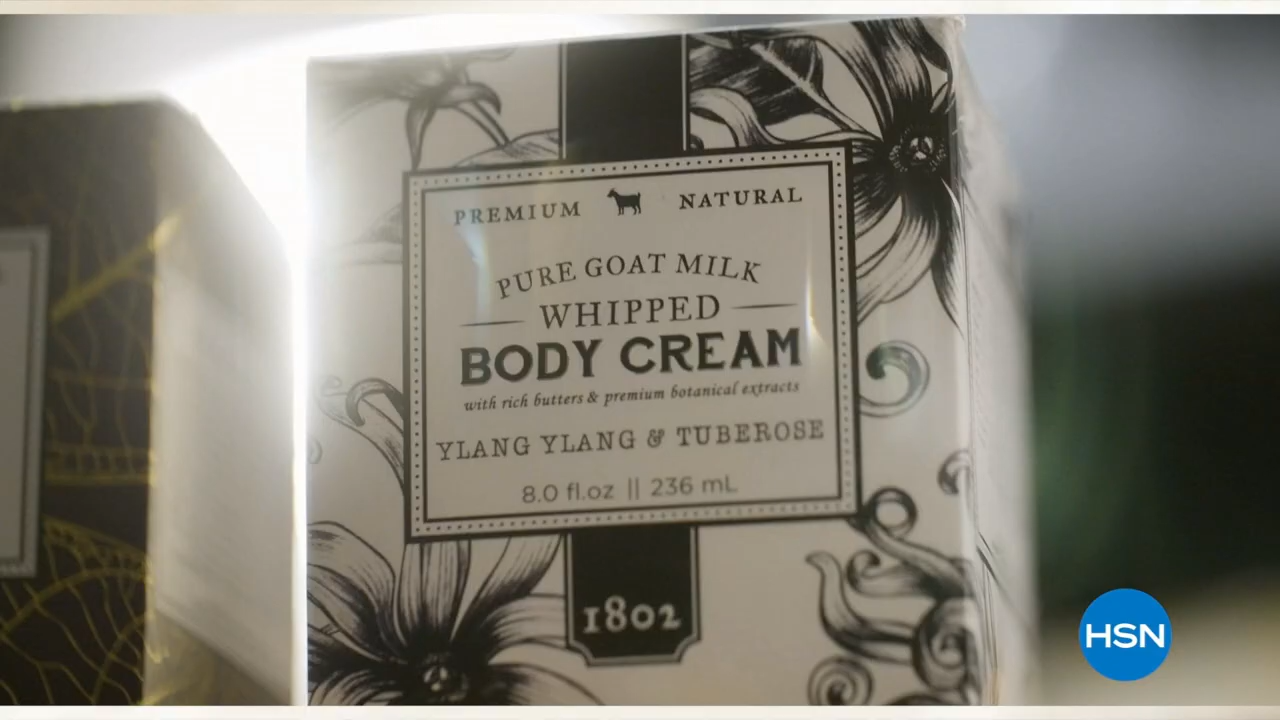 PREMIUM NATURAL
PURE GOAT MILK
WHIPPED
BODY CREAM
with rich butters & premium botanical extracts
YLANG YLANG & TUBEROSE
8.0 fl.oz || 236 mL
1802
HSN